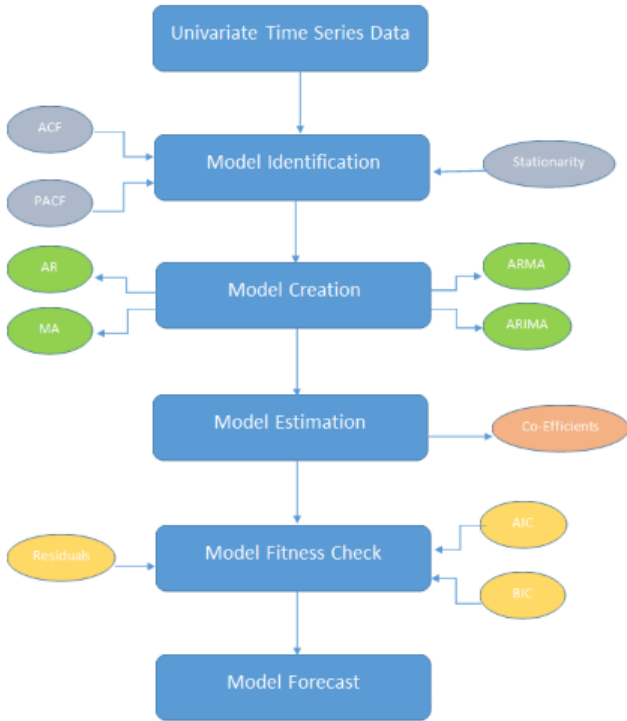 Univariate Time Series Data
ACF
Model Identification
Stationarity
PACF
AR
ARMA
Model Creation
MA
ARIMA
Model Estimation
Co-Efficients
AIC
Residuals
Model Fitness Check
BIC
Model Forecast